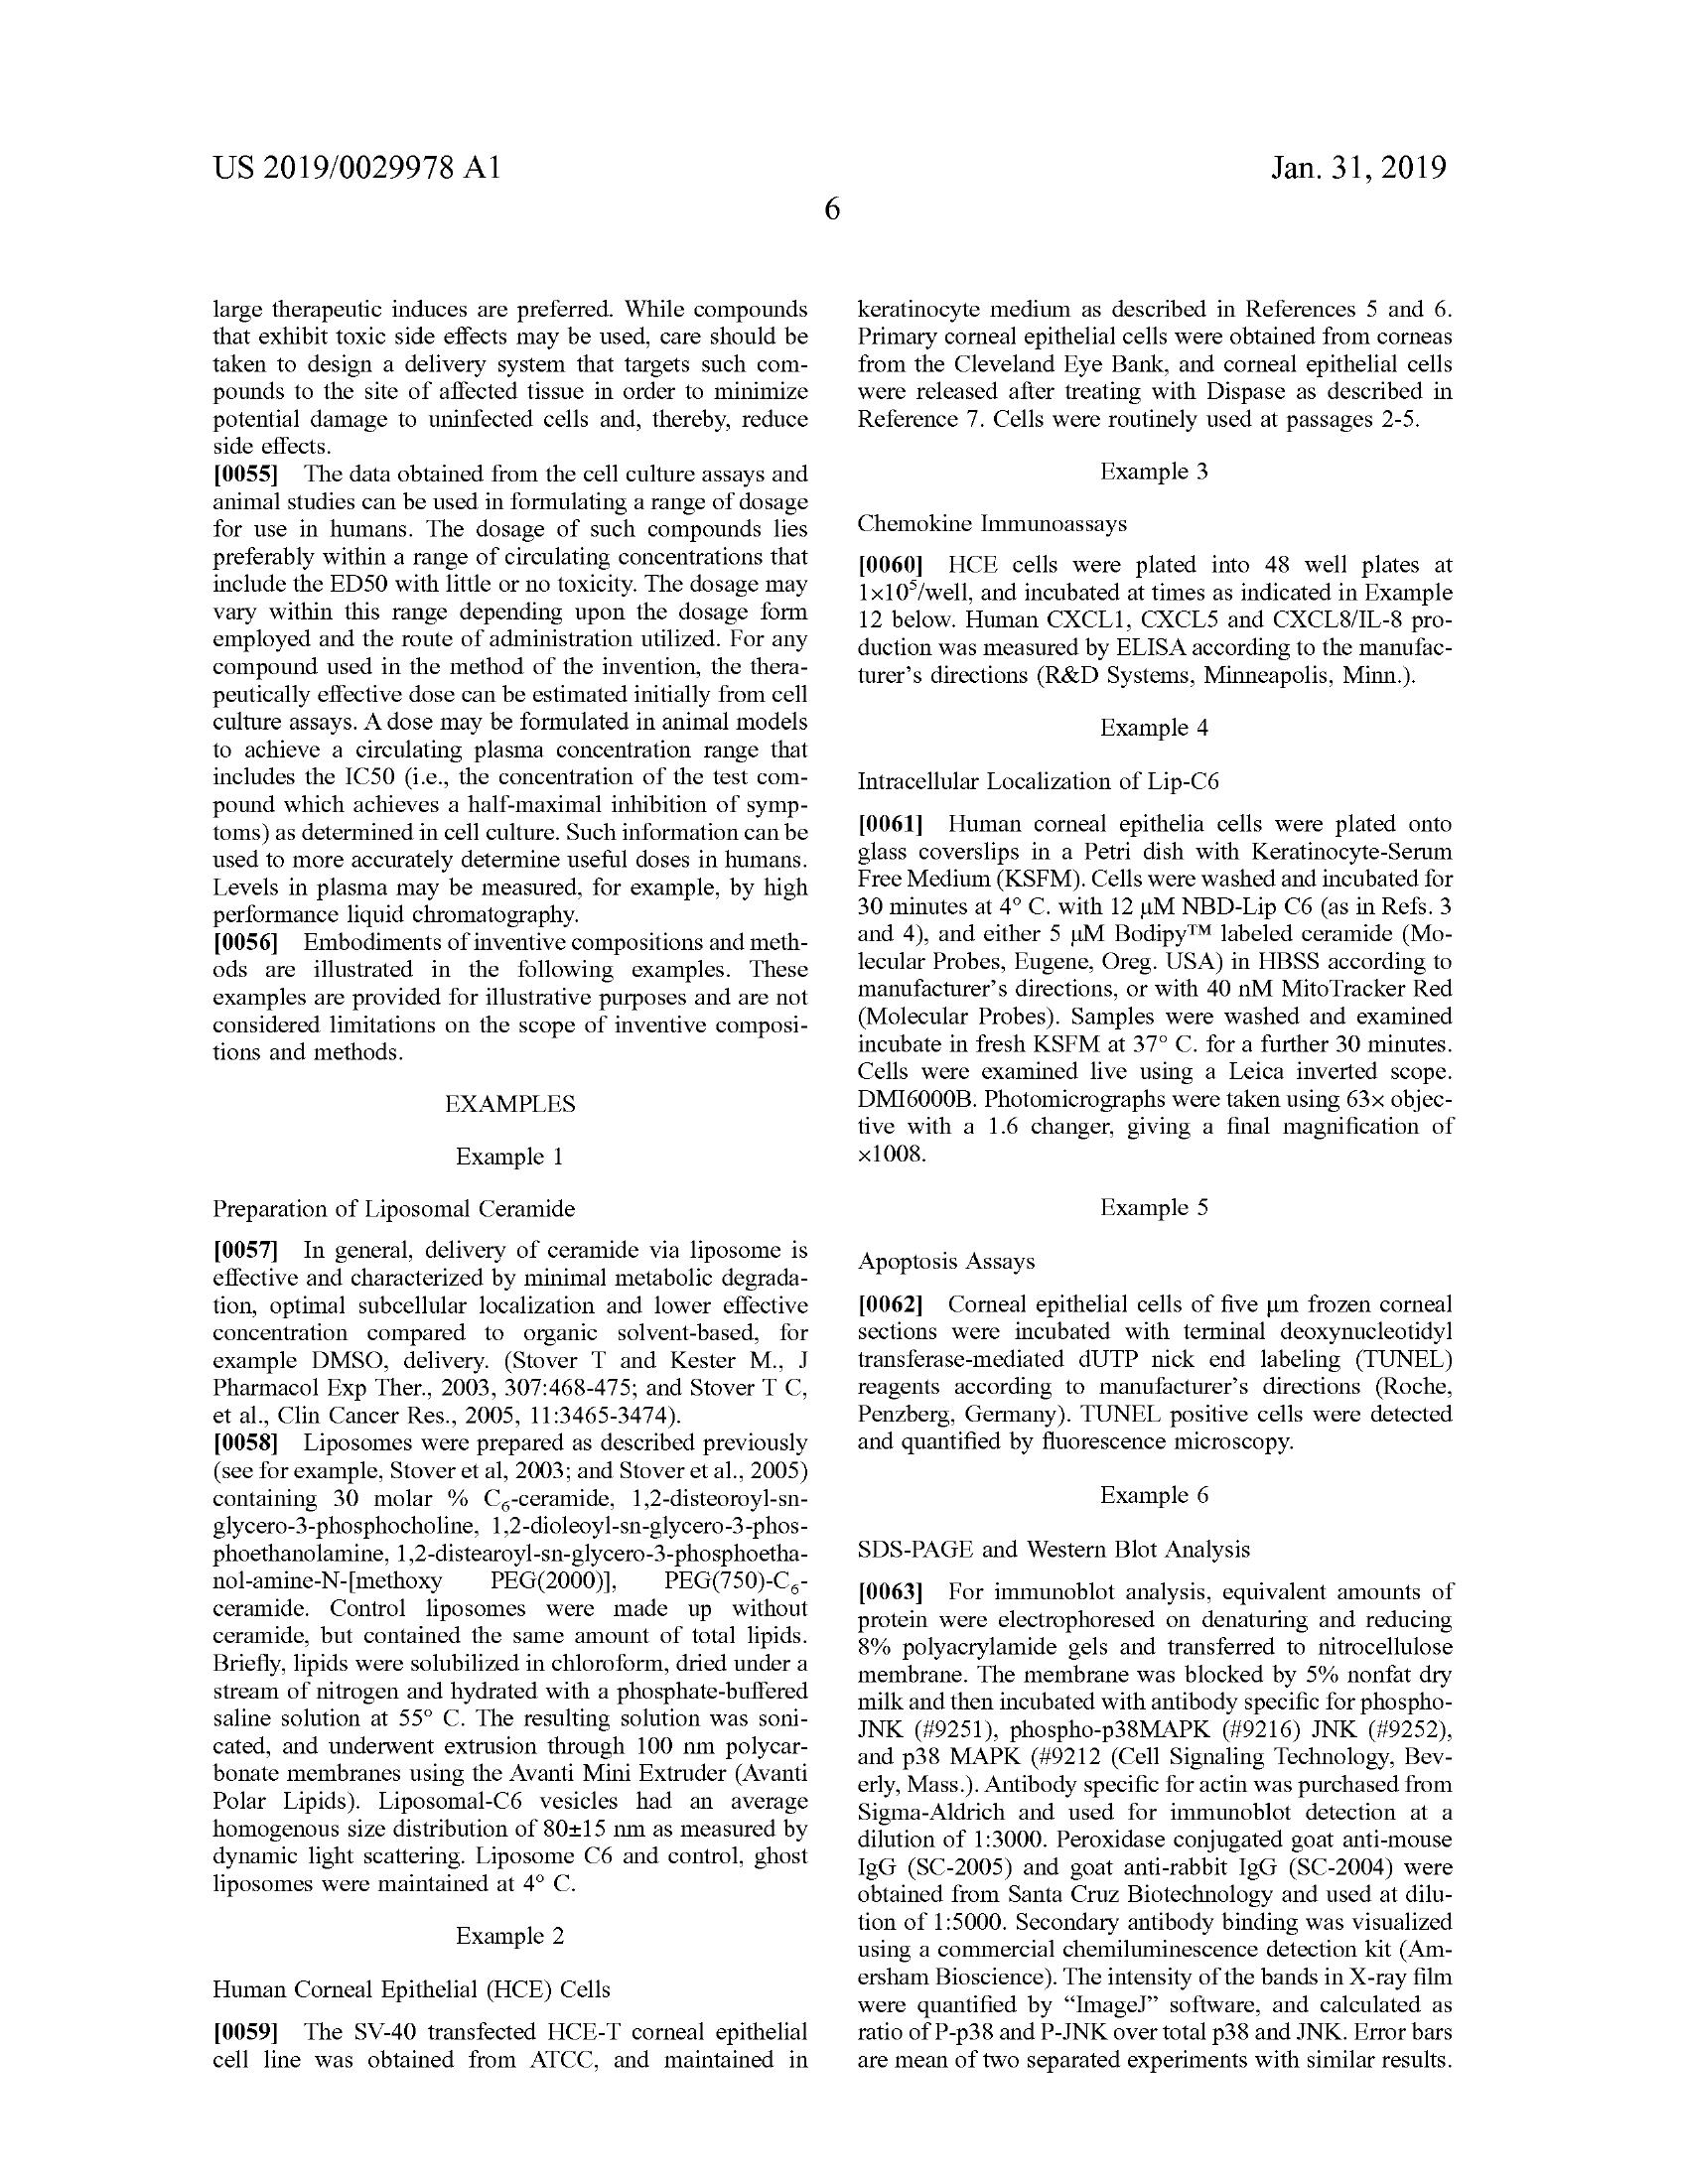 US 2019/0029978 A1
Jan. 31, 2019
6
large therapeutic induces are preferred. While compounds
that exhibit toxic side effects may be used, care should be
taken to design a delivery system that targets such com-
pounds to the site of affected tissue in order to minimize
potential damage to uninfected cells and, thereby, reduce
side effects.
[0055] The data obtained from the cell culture assays and
animal studies can be used in formulating a range of dosage
for use in humans. The dosage of such compounds lies
preferably within a range of circulating concentrations that
include the ED50 with little or no toxicity. The dosage may
vary within this range depending upon the dosage form
employed and the route of administration utilized. For any
compound used in the method of the invention, the thera-
peutically effective dose can be estimated initially from cell
culture assays. A dose may be formulated in animal models
to achieve a circulating plasma concentration range that
includes the IC50 (i.e., the concentration of the test com-
pound which achieves a half-maximal inhibition of symp-
toms) as determined in cell culture. Such information can be
used to more accurately determine useful doses in humans.
Levels in plasma may be measured, for example, by high
performance liquid chromatography.
[0056] Embodiments of inventive compositions and meth-
ods are illustrated in the following examples. These
examples are provided for illustrative purposes and are not
considered limitations on the scope of inventive composi-
tions and methods.
EXAMPLES
Example 1
Preparation of Liposomal Ceramide
[0057] In general, delivery of ceramide via liposome is
effective and characterized by minimal metabolic degrada-
tion, optimal subcellular localization and lower effective
concentration compared to organic solvent-based, for
example DMSO, delivery. (Stover T and Kester M., J
Pharmacol Exp Ther., 2003, 307:468-475; and Stover T C,
et al., Clin Cancer Res., 2005, 11:3465-3474).
[0058] Liposomes were prepared as described previously
(see for example, Stover et al, 2003; and Stover et al., 2005)
containing 30 molar % C₆-ceramide, 1,2-disteoroyl-sn-
glycero-3-phosphocholine, 1,2-dioleoyl-sn-glycero-3-phos-
phoethanolamine, 1,2-distearoyl-sn-glycero-3-phosphoetha-
nol-amine-N-[methoxy PEG(2000)], PEG(750)-C₆-
ceramide. Control liposomes were made up without
ceramide, but contained the same amount of total lipids.
Briefly, lipids were solubilized in chloroform, dried under a
stream of nitrogen and hydrated with a phosphate-buffered
saline solution at 55° C. The resulting solution was soni-
cated, and underwent extrusion through 100 nm polycar-
bonate membranes using the Avanti Mini Extruder (Avanti
Polar Lipids). Liposomal-C6 vesicles had an average
homogenous size distribution of 80±15 nm as measured by
dynamic light scattering. Liposome C6 and control, ghost
liposomes were maintained at 4° C.
Example 2
Human Corneal Epithelial (HCE) Cells
[0059] The SV-40 transfected HCE-T corneal epithelial
cell line was obtained from ATCC, and maintained in
keratinocyte medium as described in References 5 and 6.
Primary corneal epithelial cells were obtained from corneas
from the Cleveland Eye Bank, and corneal epithelial cells
were released after treating with Dispase as described in
Reference 7. Cells were routinely used at passages 2-5.
Example 3
Chemokine Immunoassays
[0060] HCE cells were plated into 48 well plates at
1×10⁵/well, and incubated at times as indicated in Example
12 below. Human CXCL1, CXCL5 and CXCL8/IL-8 pro-
duction was measured by ELISA according to the manufac-
turer's directions (R&D Systems, Minneapolis, Minn.).
Example 4
Intracellular Localization of Lip-C6
[0061] Human corneal epithelia cells were plated onto
glass coverslips in a Petri dish with Keratinocyte-Serum
Free Medium (KSFM). Cells were washed and incubated for
30 minutes at 4° C. with 12 μM NBD-Lip C6 (as in Refs. 3
and 4), and either 5 μM Bodipy™ labeled ceramide (Mo-
lecular Probes, Eugene, Oreg. USA) in HBSS according to
manufacturer's directions, or with 40 nM MitoTracker Red
(Molecular Probes). Samples were washed and examined
incubate in fresh KSFM at 37° C. for a further 30 minutes.
Cells were examined live using a Leica inverted scope.
DMI6000B. Photomicrographs were taken using 63× objec-
tive with a 1.6 changer, giving a final magnification of
×1008.
Example 5
Apoptosis Assays
[0062] Corneal epithelial cells of five μm frozen corneal
sections were incubated with terminal deoxynucleotidyl
transferase-mediated dUTP nick end labeling (TUNEL)
reagents according to manufacturer's directions (Roche,
Penzberg, Germany). TUNEL positive cells were detected
and quantified by fluorescence microscopy.
Example 6
SDS-PAGE and Western Blot Analysis
[0063] For immunoblot analysis, equivalent amounts of
protein were electrophoresed on denaturing and reducing
8% polyacrylamide gels and transferred to nitrocellulose
membrane. The membrane was blocked by 5% nonfat dry
milk and then incubated with antibody specific for phospho-
JNK (#9251), phospho-p38MAPK (#9216) JNK (#9252),
and p38 MAPK (#9212 (Cell Signaling Technology, Bev-
erly, Mass.). Antibody specific for actin was purchased from
Sigma-Aldrich and used for immunoblot detection at a
dilution of 1:3000. Peroxidase conjugated goat anti-mouse
IgG (SC-2005) and goat anti-rabbit IgG (SC-2004) were
obtained from Santa Cruz Biotechnology and used at dilu-
tion of 1:5000. Secondary antibody binding was visualized
using a commercial chemiluminescence detection kit (Am-
ersham Bioscience). The intensity of the bands in X-ray film
were quantified by “ImageJ” software, and calculated as
ratio of P-p38 and P-JNK over total p38 and JNK. Error bars
are mean of two separated experiments with similar results.